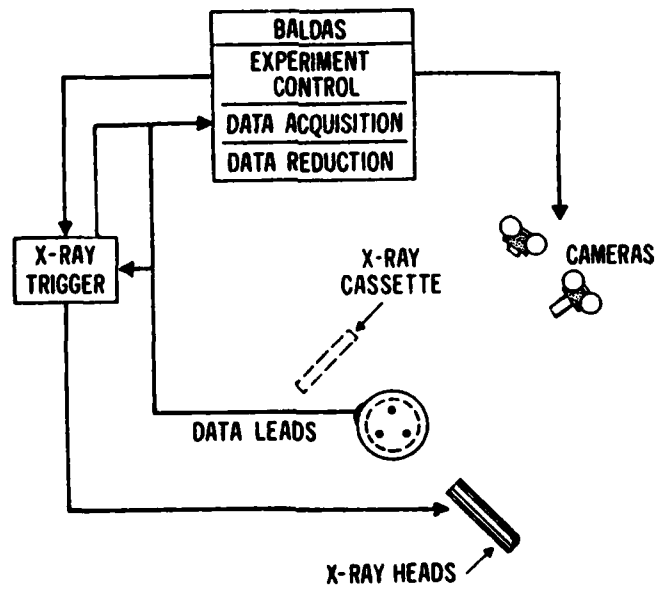 BALDAS
EXPERIMENT
CONTROL
DATA ACQUISITION
DATA REDUCTION
X-RAY
TRIGGER
X-RAY
CASSETTE
CAMERAS
DATA LEADS
X-RAY HEADS